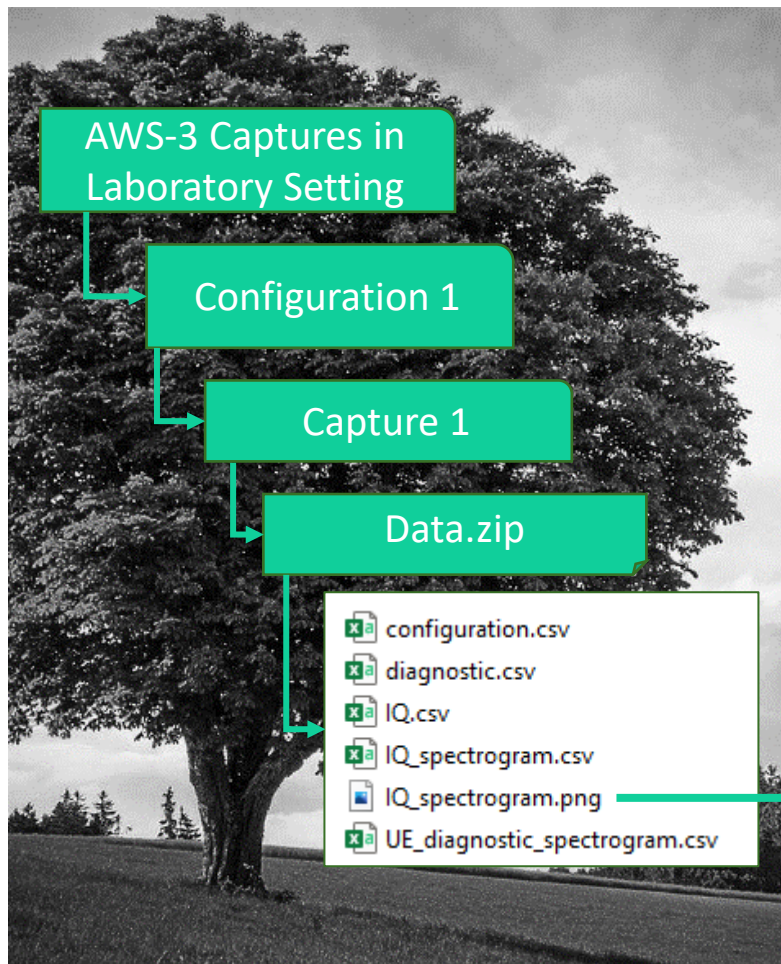 AWS-3 Captures in
Laboratory Setting
Configuration 1
Capture 1
Data.zip
configuration.csv
diagnostic.csv
IQ.csv
IQ_spectrogram.csv
IQ_spectrogram.png
UE_diagnostic_spectrogram.csv